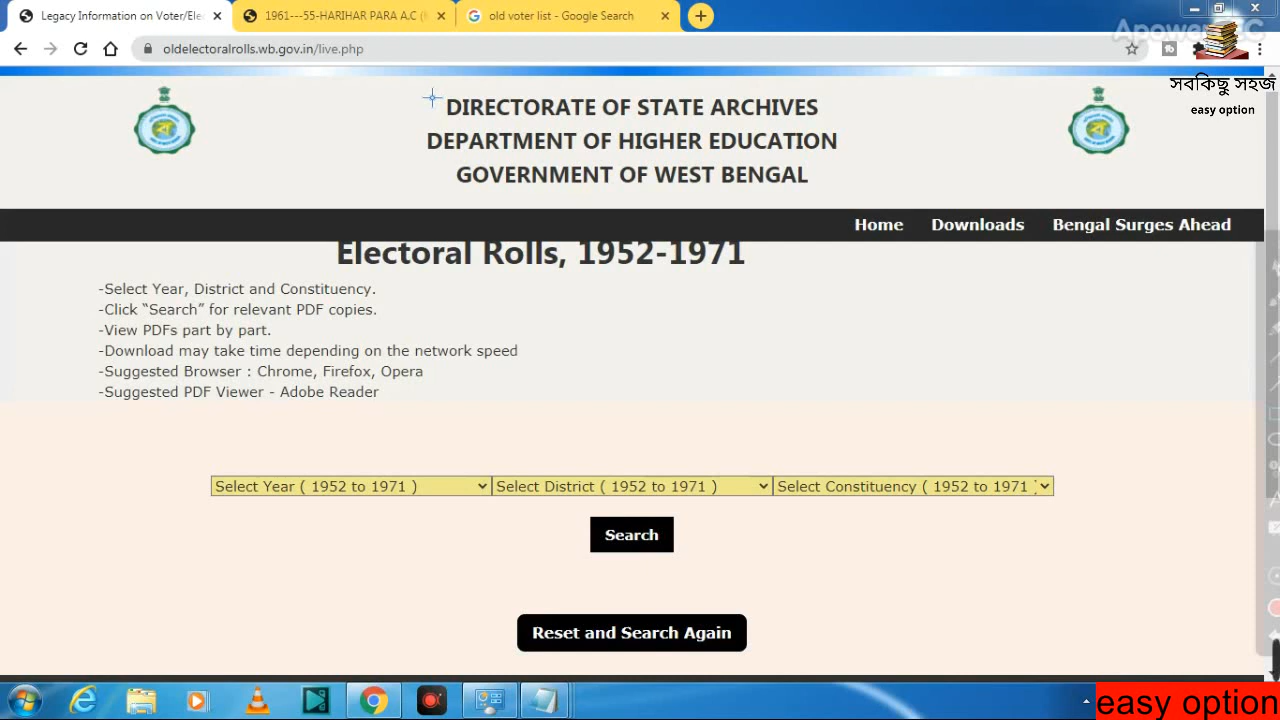 Legacy Information on Voter/Ele
1961---55-HARIHAR PARA A.C (
old voter list - Google Search
oldelectoralrolls.wb.gov.in/live.php
সবকিছু সহজ
easy option
DIRECTORATE OF STATE ARCHIVES
DEPARTMENT OF HIGHER EDUCATION
GOVERNMENT OF WEST BENGAL
Home Downloads Bengal Surges Ahead
Electoral Rolls, 1952-1971
-Select Year, District and Constituency.
-Click “Search” for relevant PDF copies.
-View PDFs part by part.
-Download may take time depending on the network speed
-Suggested Browser : Chrome, Firefox, Opera
-Suggested PDF Viewer - Adobe Reader
Select Year ( 1952 to 1971 ) Select District ( 1952 to 1971 ) Select Constituency ( 1952 to 1971 )
Search
Reset and Search Again
easy option